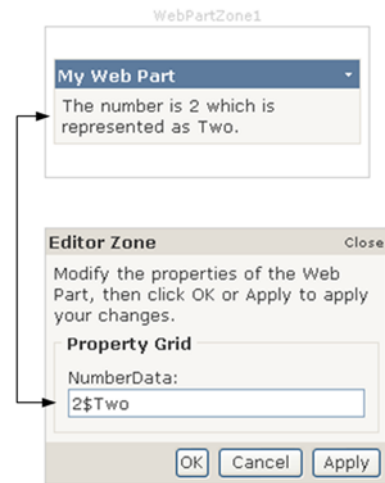 WebPartZone1
My Web Part
The number is 2 which is
represented as Two.
Editor Zone Close
Modify the properties of the Web
Part, then click OK or Apply to apply
your changes.
Property Grid
NumberData:
2$Two
OK Cancel Apply